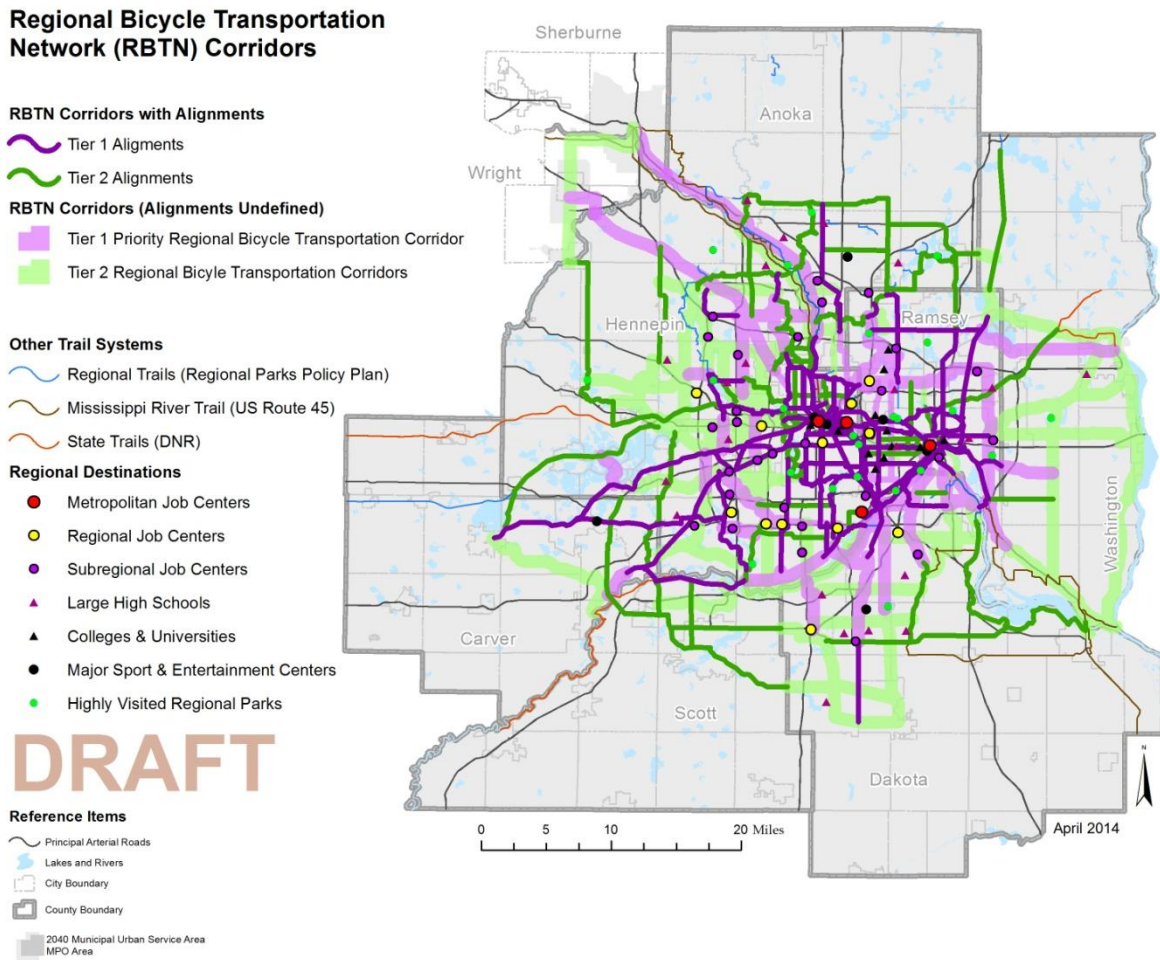 Regional Bicycle Transportation
Network (RBTN) Corridors
RBTN Corridors with Alignments
Tier 1 Aligments
Tier 2 Alignments
RBTN Corridors (Alignments Undefined)
Tier 1 Priority Regional Bicycle Transportation Corridor
Tier 2 Regional Bicyle Transportation Corridors
Other Trail Systems
Regional Trails (Regional Parks Policy Plan)
Mississippi River Trail (US Route 45)
State Trails (DNR)
Regional Destinations
Metropolitan Job Centers
Regional Job Centers
Subregional Job Centers
Large High Schools
Colleges & Universities
Major Sport & Entertainment Centers
Highly Visited Regional Parks
DRAFT
Reference Items
Principal Arterial Roads
Lakes and Rivers
City Boundary
County Boundary
2040 Municipal Urban Service Area
MPO Area
Sherburne
Anoka
Wright
Hennepin
Ramsey
Washington
Carver
Scott
Dakota
N
0 5 10 20 Miles
April 2014